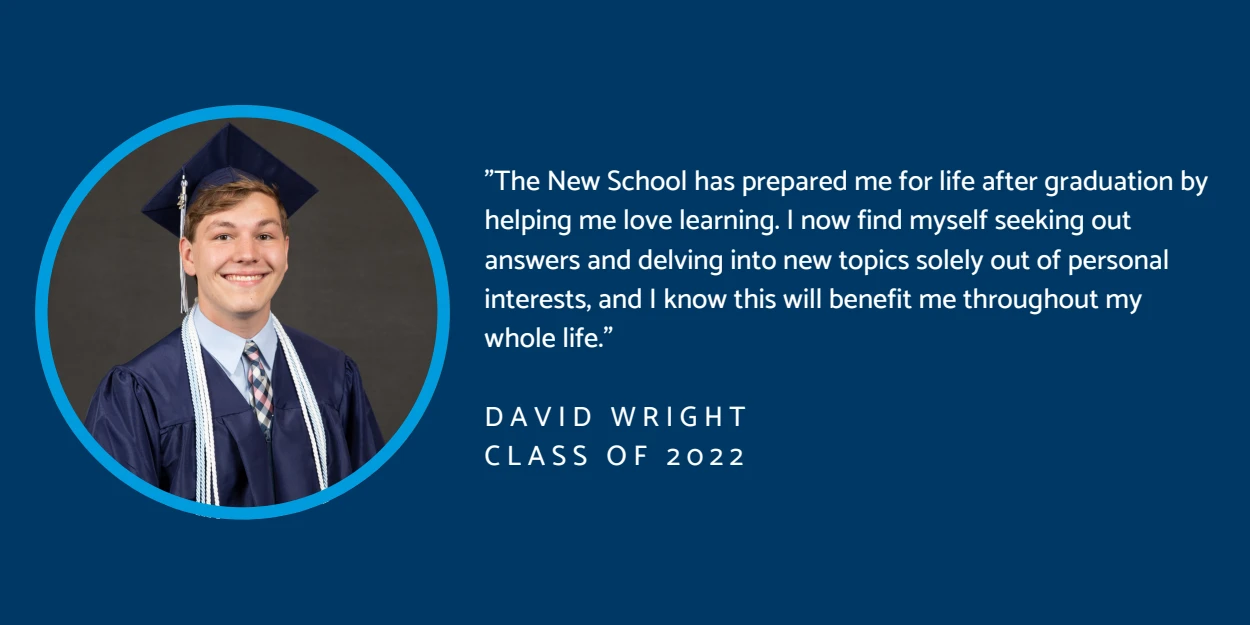 ”The New School has prepared me for life after graduation by
helping me love learning. I now find myself seeking out
answers and delving into new topics solely out of personal
interests, and I know this will benefit me throughout my
whole life.”
DAVID WRIGHT
CLASS OF 2022